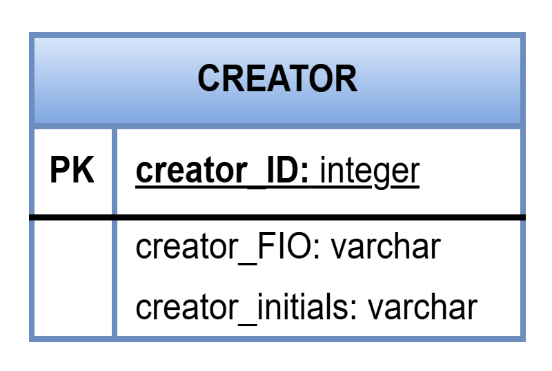 CREATOR
PK creator_ID: integer
creator_FIO: varchar
creator_initials: varchar